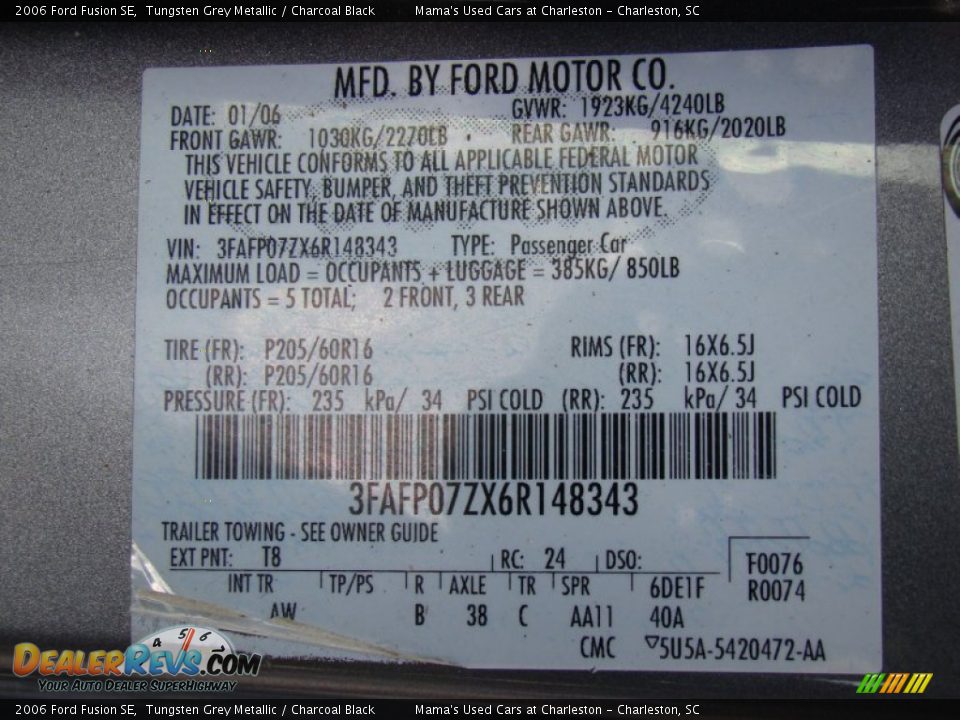 2006 Ford Fusion SE, Tungsten Grey Metallic / Charcoal Black Mama's Used Cars at Charleston - Charleston, SC
MFD. BY FORD MOTOR CO.
DATE: 01/06 GVWR: 1923KG/4240LB
FRONT GAWR: 1030KG/2270LB REAR GAWR: 916KG/2020LB
THIS VEHICLE CONFORMS TO ALL APPLICABLE FEDERAL MOTOR
VEHICLE SAFETY, BUMPER, AND THEFT PREVENTION STANDARDS
IN EFFECT ON THE DATE OF MANUFACTURE SHOWN ABOVE.
VIN: 3FAFP07ZX6R148343 TYPE: Passenger Car
MAXIMUM LOAD = OCCUPANTS + LUGGAGE = 385KG/ 850LB
OCCUPANTS = 5 TOTAL; 2 FRONT, 3 REAR
TIRE (FR): P205/60R16 RIMS (FR): 16X6.5J
(RR): P205/60R16 (RR): 16X6.5J
PRESSURE (FR): 235 kPa/ 34 PSI COLD (RR): 235 kPa/ 34 PSI COLD
3FAFP07ZX6R148343
TRAILER TOWING - SEE OWNER GUIDE
EXT PNT: T8 RC: 24 DSO: F0076
INT TR TP/PS R AXLE TR SPR 6DE1F R0074
AW B 38 C AA11 40A
CMC 5U5A-5420472-AA
4 5 6
DEALERREVS.COM
Your Auto Dealer SuperHighway
2006 Ford Fusion SE, Tungsten Grey Metallic / Charcoal Black Mama's Used Cars at Charleston - Charleston, SC